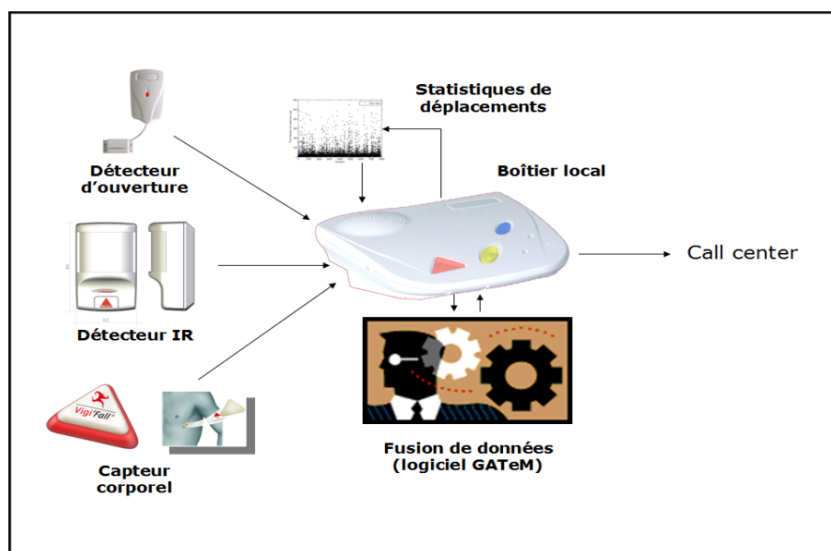 Statistiques de
déplacements
Détecteur
d’ouverture
Boîtier local
Call center
Détecteur IR
Vigi'Fall®
Fusion de données
(logiciel GATeM)
Capteur
corporel